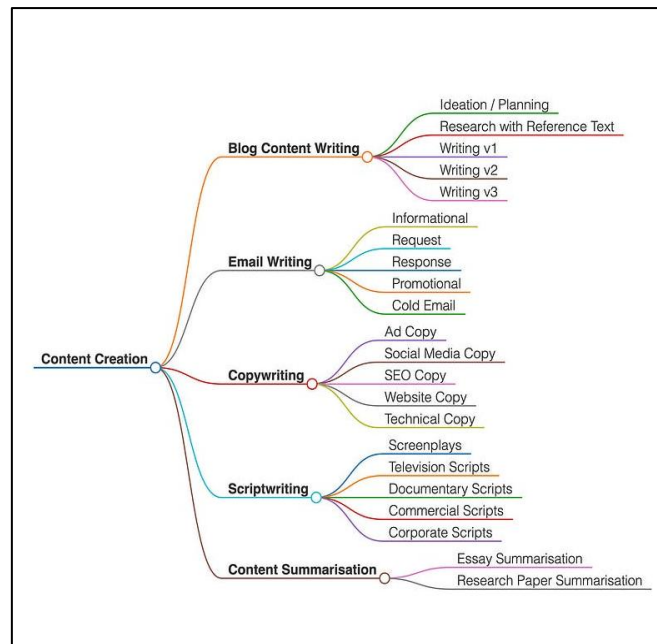 Content Creation
Blog Content Writing
Ideation / Planning
Research with Reference Text
Writing v1
Writing v2
Writing v3
Email Writing
Informational
Request
Response
Promotional
Cold Email
Copywriting
Ad Copy
Social Media Copy
SEO Copy
Website Copy
Technical Copy
Scriptwriting
Screenplays
Television Scripts
Documentary Scripts
Commercial Scripts
Corporate Scripts
Content Summarisation
Essay Summarisation
Research Paper Summarisation